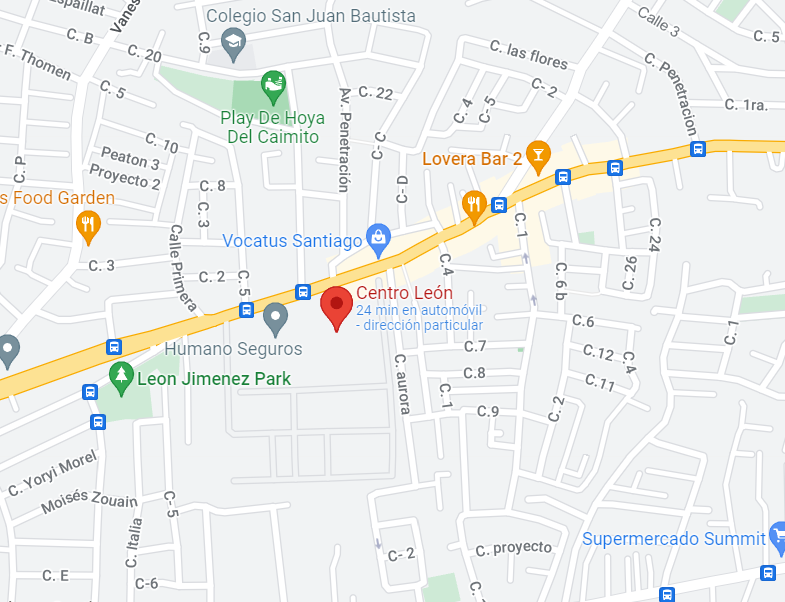 Colegio San Juan Bautista
Calle 3
C. 5
Espaillat
Vanes
C. B
C. 20
C. 9
C. las flores
F. Thomen
C. 5
Play De Hoya
Del Caimito
Av. Penetración
C. 22
C- C
C- D
C. 4
C- 5
C- 2
C. Penetracion
C. 1ra.
C. 10
Peaton 3
Proyecto 2
C. P
Lovera Bar 2
s Food Garden
C. 8
C. 3
Calle Primera
Vocatus Santiago
C. 1
C. 24
C. 26
C. 3
C. 2
C. 5
C. 4
C. 6 b
Centro León
24 min en automóvil
- dirección particular
C. 6
C. 1
Humano Seguros
C. 7
C. 12
C. 4
Leon Jimenez Park
C. aurora
C. 8
C. 11
C. 1
C. 9
C. 2
C. Yoryi Morel
Moisés Zouain
C- 5
C. Italia
C. E
C-6
C- 2
C. proyecto
C.
Supermercado Summit